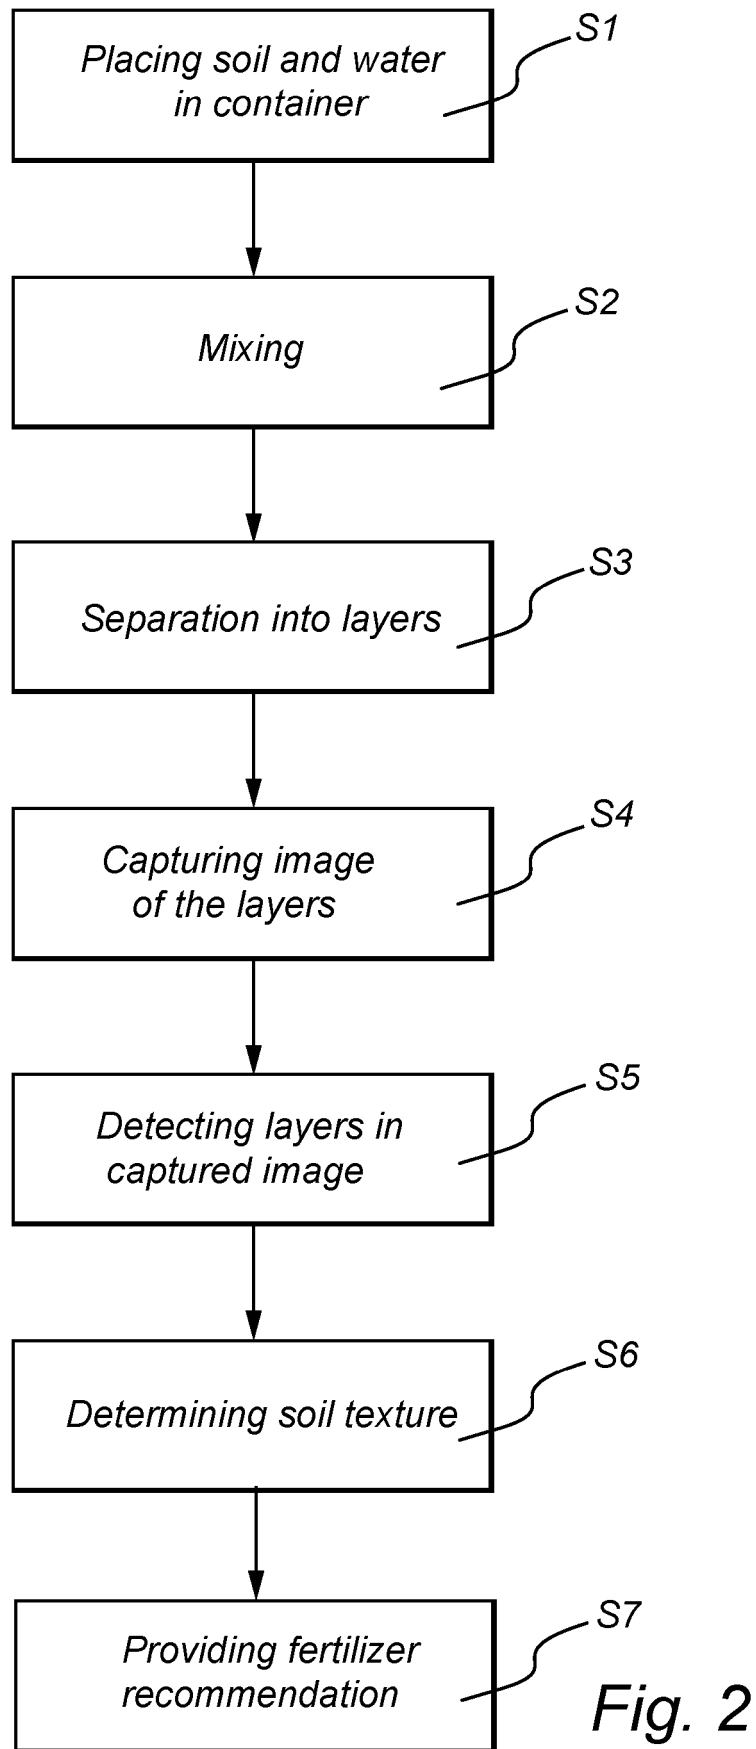 Placing soil and water
in container
S1
Mixing
S2
Separation into layers
S3
Capturing image
of the layers
S4
Detecting layers in
captured image
S5
Determining soil texture
S6
Providing fertilizer
recommendation
S7
Fig. 2